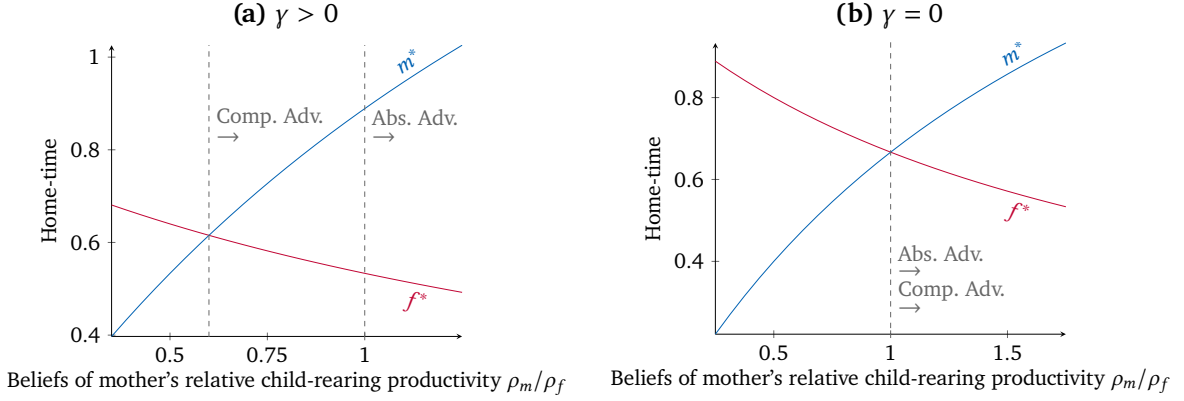 (a) γ > 0
1
0.8
0.6
0.4
Home-time
m*
Comp. Adv.
→
Abs. Adv.
→
f*
0.5
0.75
1
Beliefs of mother's relative child-rearing productivity ρm/ρf
(b) γ = 0
0.8
0.6
0.4
Home-time
m*
f*
Abs. Adv.
→
Comp. Adv.
→
0.5
1
1.5
Beliefs of mother's relative child-rearing productivity ρm/ρf